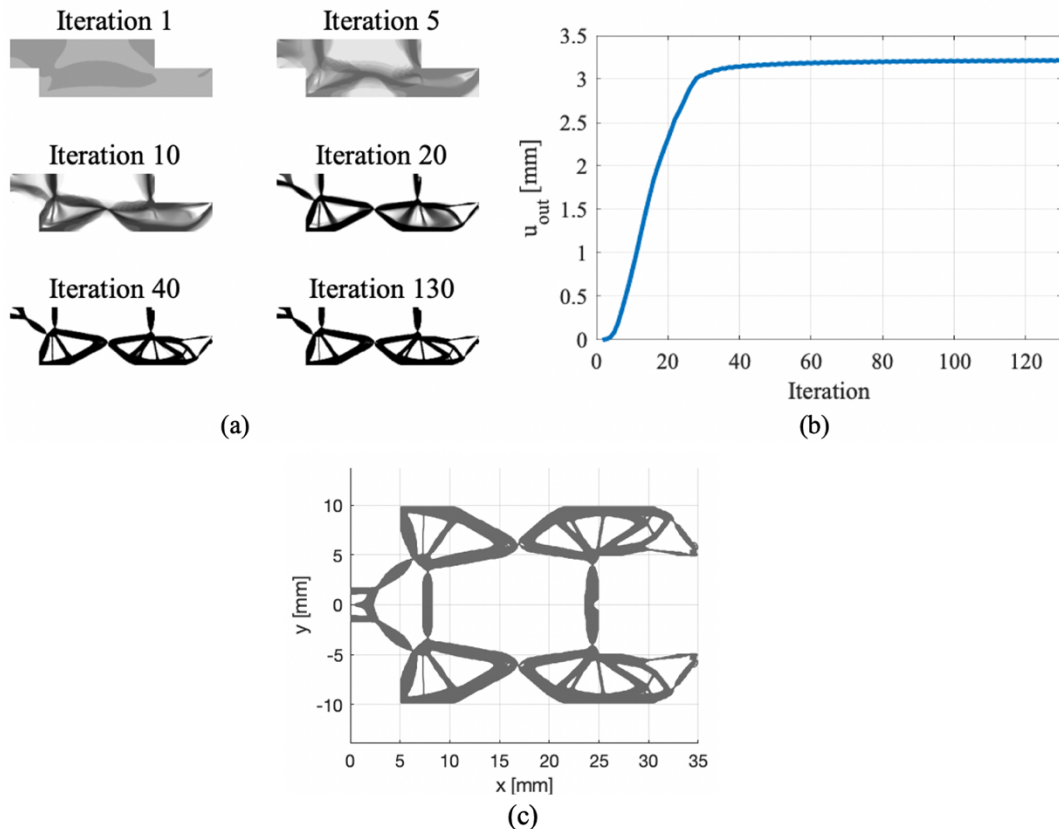 Iteration 1
Iteration 5
Iteration 10
Iteration 20
Iteration 40
Iteration 130
(a)
3.5
3
2.5
2
1.5
1
0.5
0
u_out [mm]
0 20 40 60 80 100 120
Iteration
(b)
10
5
0
-5
-10
y [mm]
0 5 10 15 20 25 30 35
x [mm]
(c)